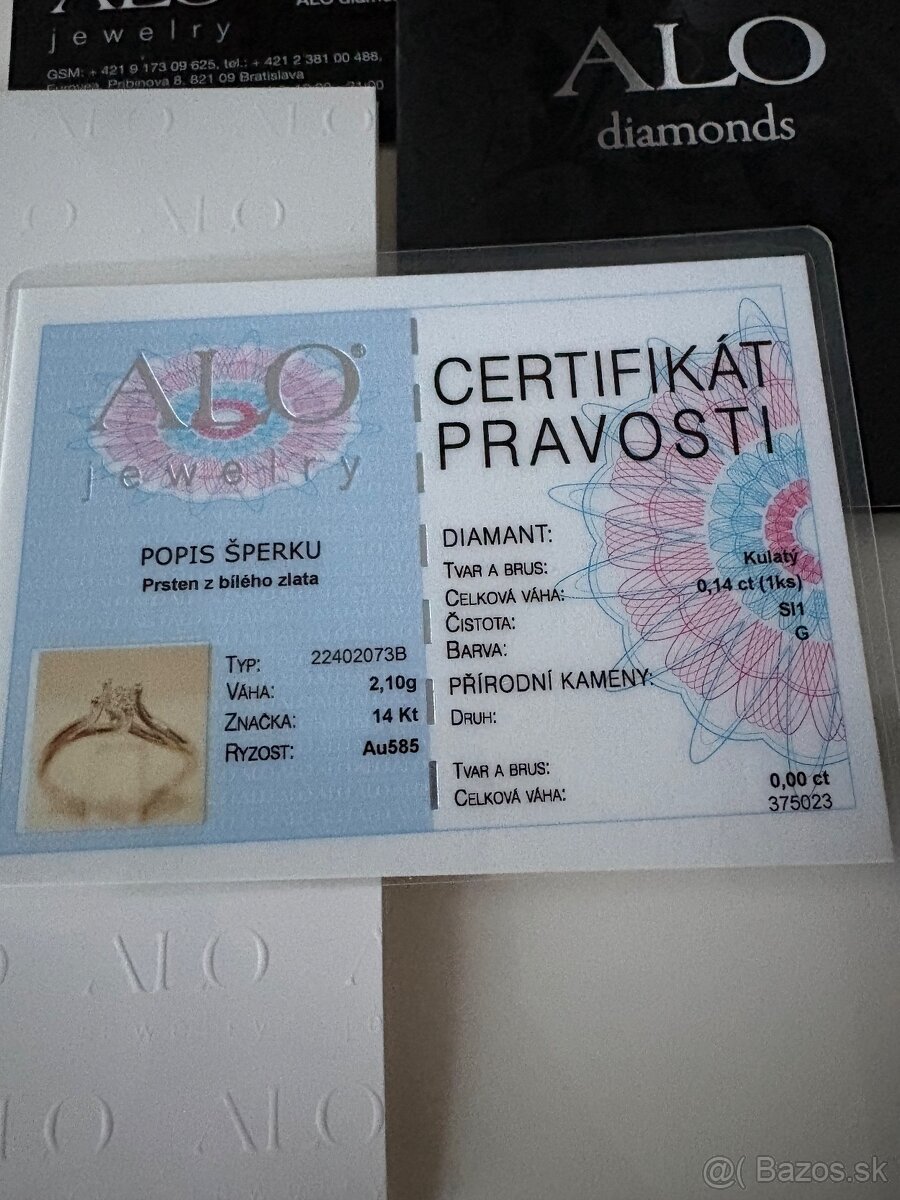 jewelry
GSM: + 421 9 173 09 625, tel.: + 421 2 381 00 488,
Eurovea, Pribinova 8, 821 09 Bratislava
ALO
diamonds
ALO ALO
ALO
ALO®
jewelry
POPIS ŠPERKU
Prsten z bílého zlata
TYP: 22402073B
VÁHA: 2,10g
ZNAČKA: 14 Kt
RYZOST: Au585
CERTIFIKÁT
PRAVOSTI
DIAMANT:
TVAR A BRUS: Kulatý
CELKOVÁ VÁHA: 0,14 ct (1ks)
ČISTOTA: SI1
BARVA: G
PŘÍRODNÍ KAMENY:
DRUH:
TVAR A BRUS:
CELKOVÁ VÁHA: 0,00 ct
375023
ALO
ALO
@( Bazos.sk